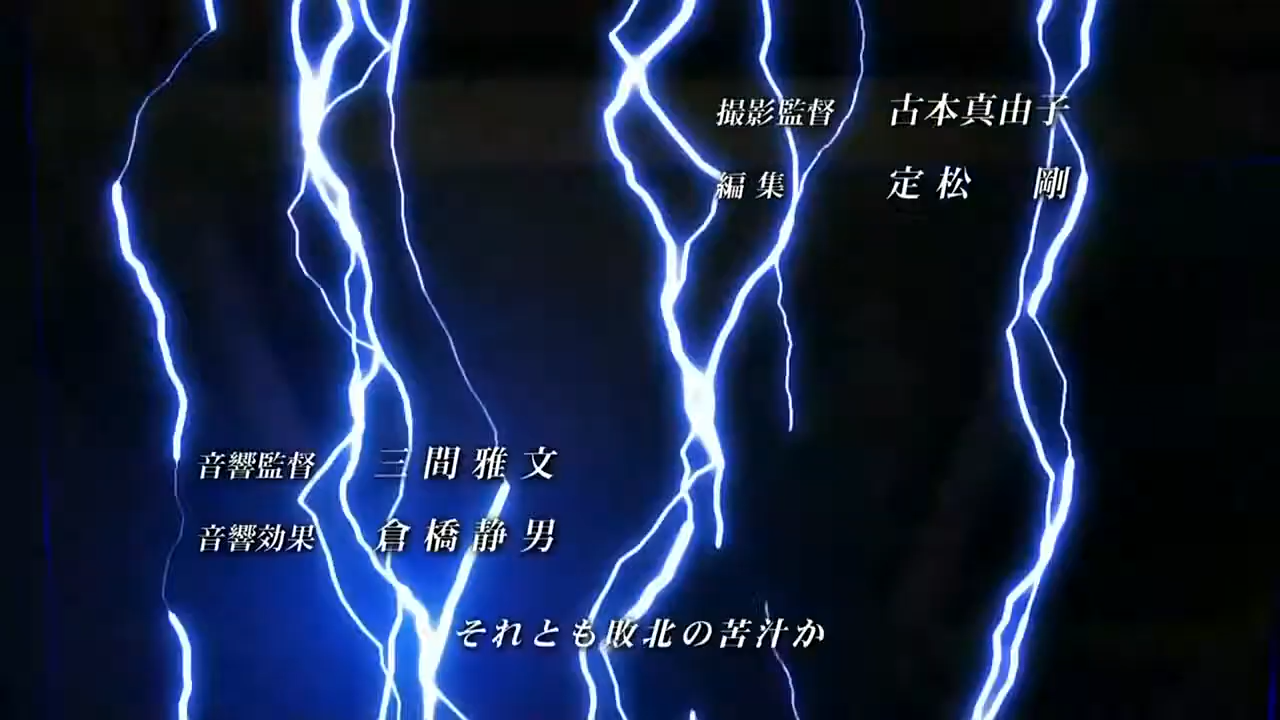 撮影監督 古本真由子
編集 定松 剛
音響監督 三間雅文
音響効果 倉橋静男
それとも敗北の苦汁か